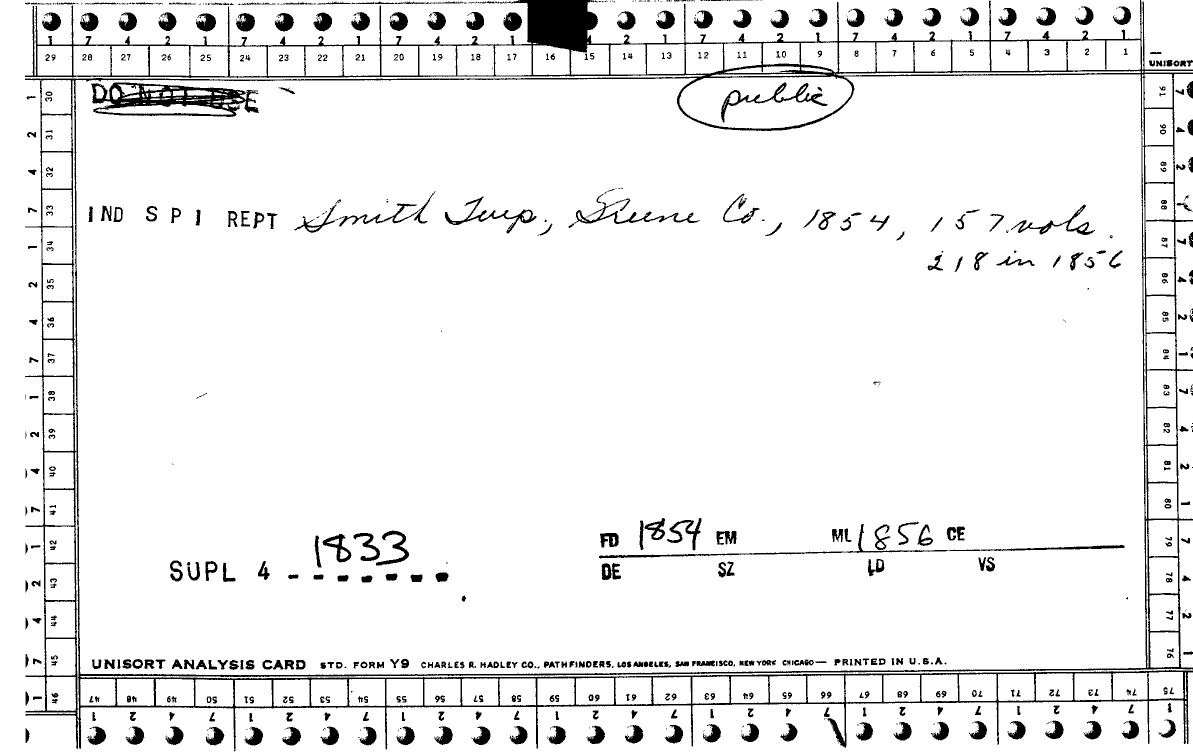 1 7 4 2 1 7 4 2 1 7 4 2 1 4 2 1 7 4 2 1 7 4 2 1 7 4 2 1
29 28 27 26 25 24 23 22 21 20 19 18 17 16 15 14 13 12 11 10 9 8 7 6 5 4 3 2 1
UNISORT
DO NOT USE
public
IND S P I REPT Smith Twp., Greene Co., 1854, 157 vols.
218 in 1856
SUPL 4 - - - - - - 1833
FD 1854 EM ML 1856 CE
DE SZ LD VS
UNISORT ANALYSIS CARD STD. FORM Y9 CHARLES R. HADLEY CO., PATHFINDERS, LOS ANGELES, SAN FRANCISCO, NEW YORK CHICAGO — PRINTED IN U.S.A.
30 31 32 33 34 35 36 37 38 39 40 41 42 43 44 45 46
1 2 4 7 1 2 4 7 1 2 4 7 1 2 4 7 1
91 90 89 88 87 86 85 84 83 82 81 80 79 78 77 76 75
47 48 49 50 51 52 53 54 55 56 57 58 59 60 61 62 63 64 65 66 67 68 69 70 71 72 73 74
1 2 4 7 1 2 4 7 1 2 4 7 1 2 4 7 1 2 4 7 1 2 4 7 1 2 4 7